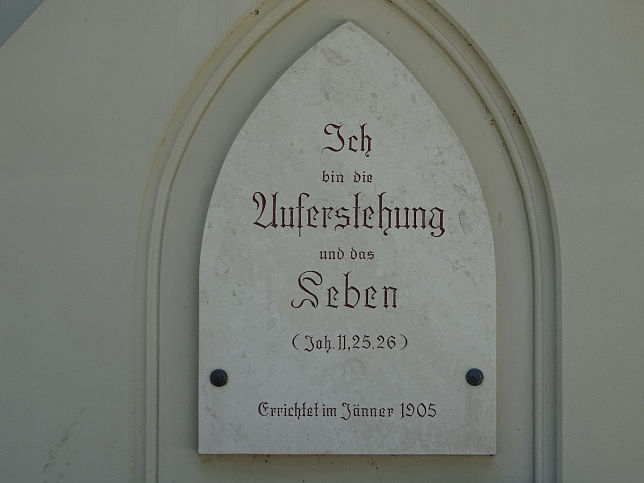 Ich
bin die
Auferstehung
und das
Leben
(Joh. 11,25.26)
Errichtet im Jänner 1905